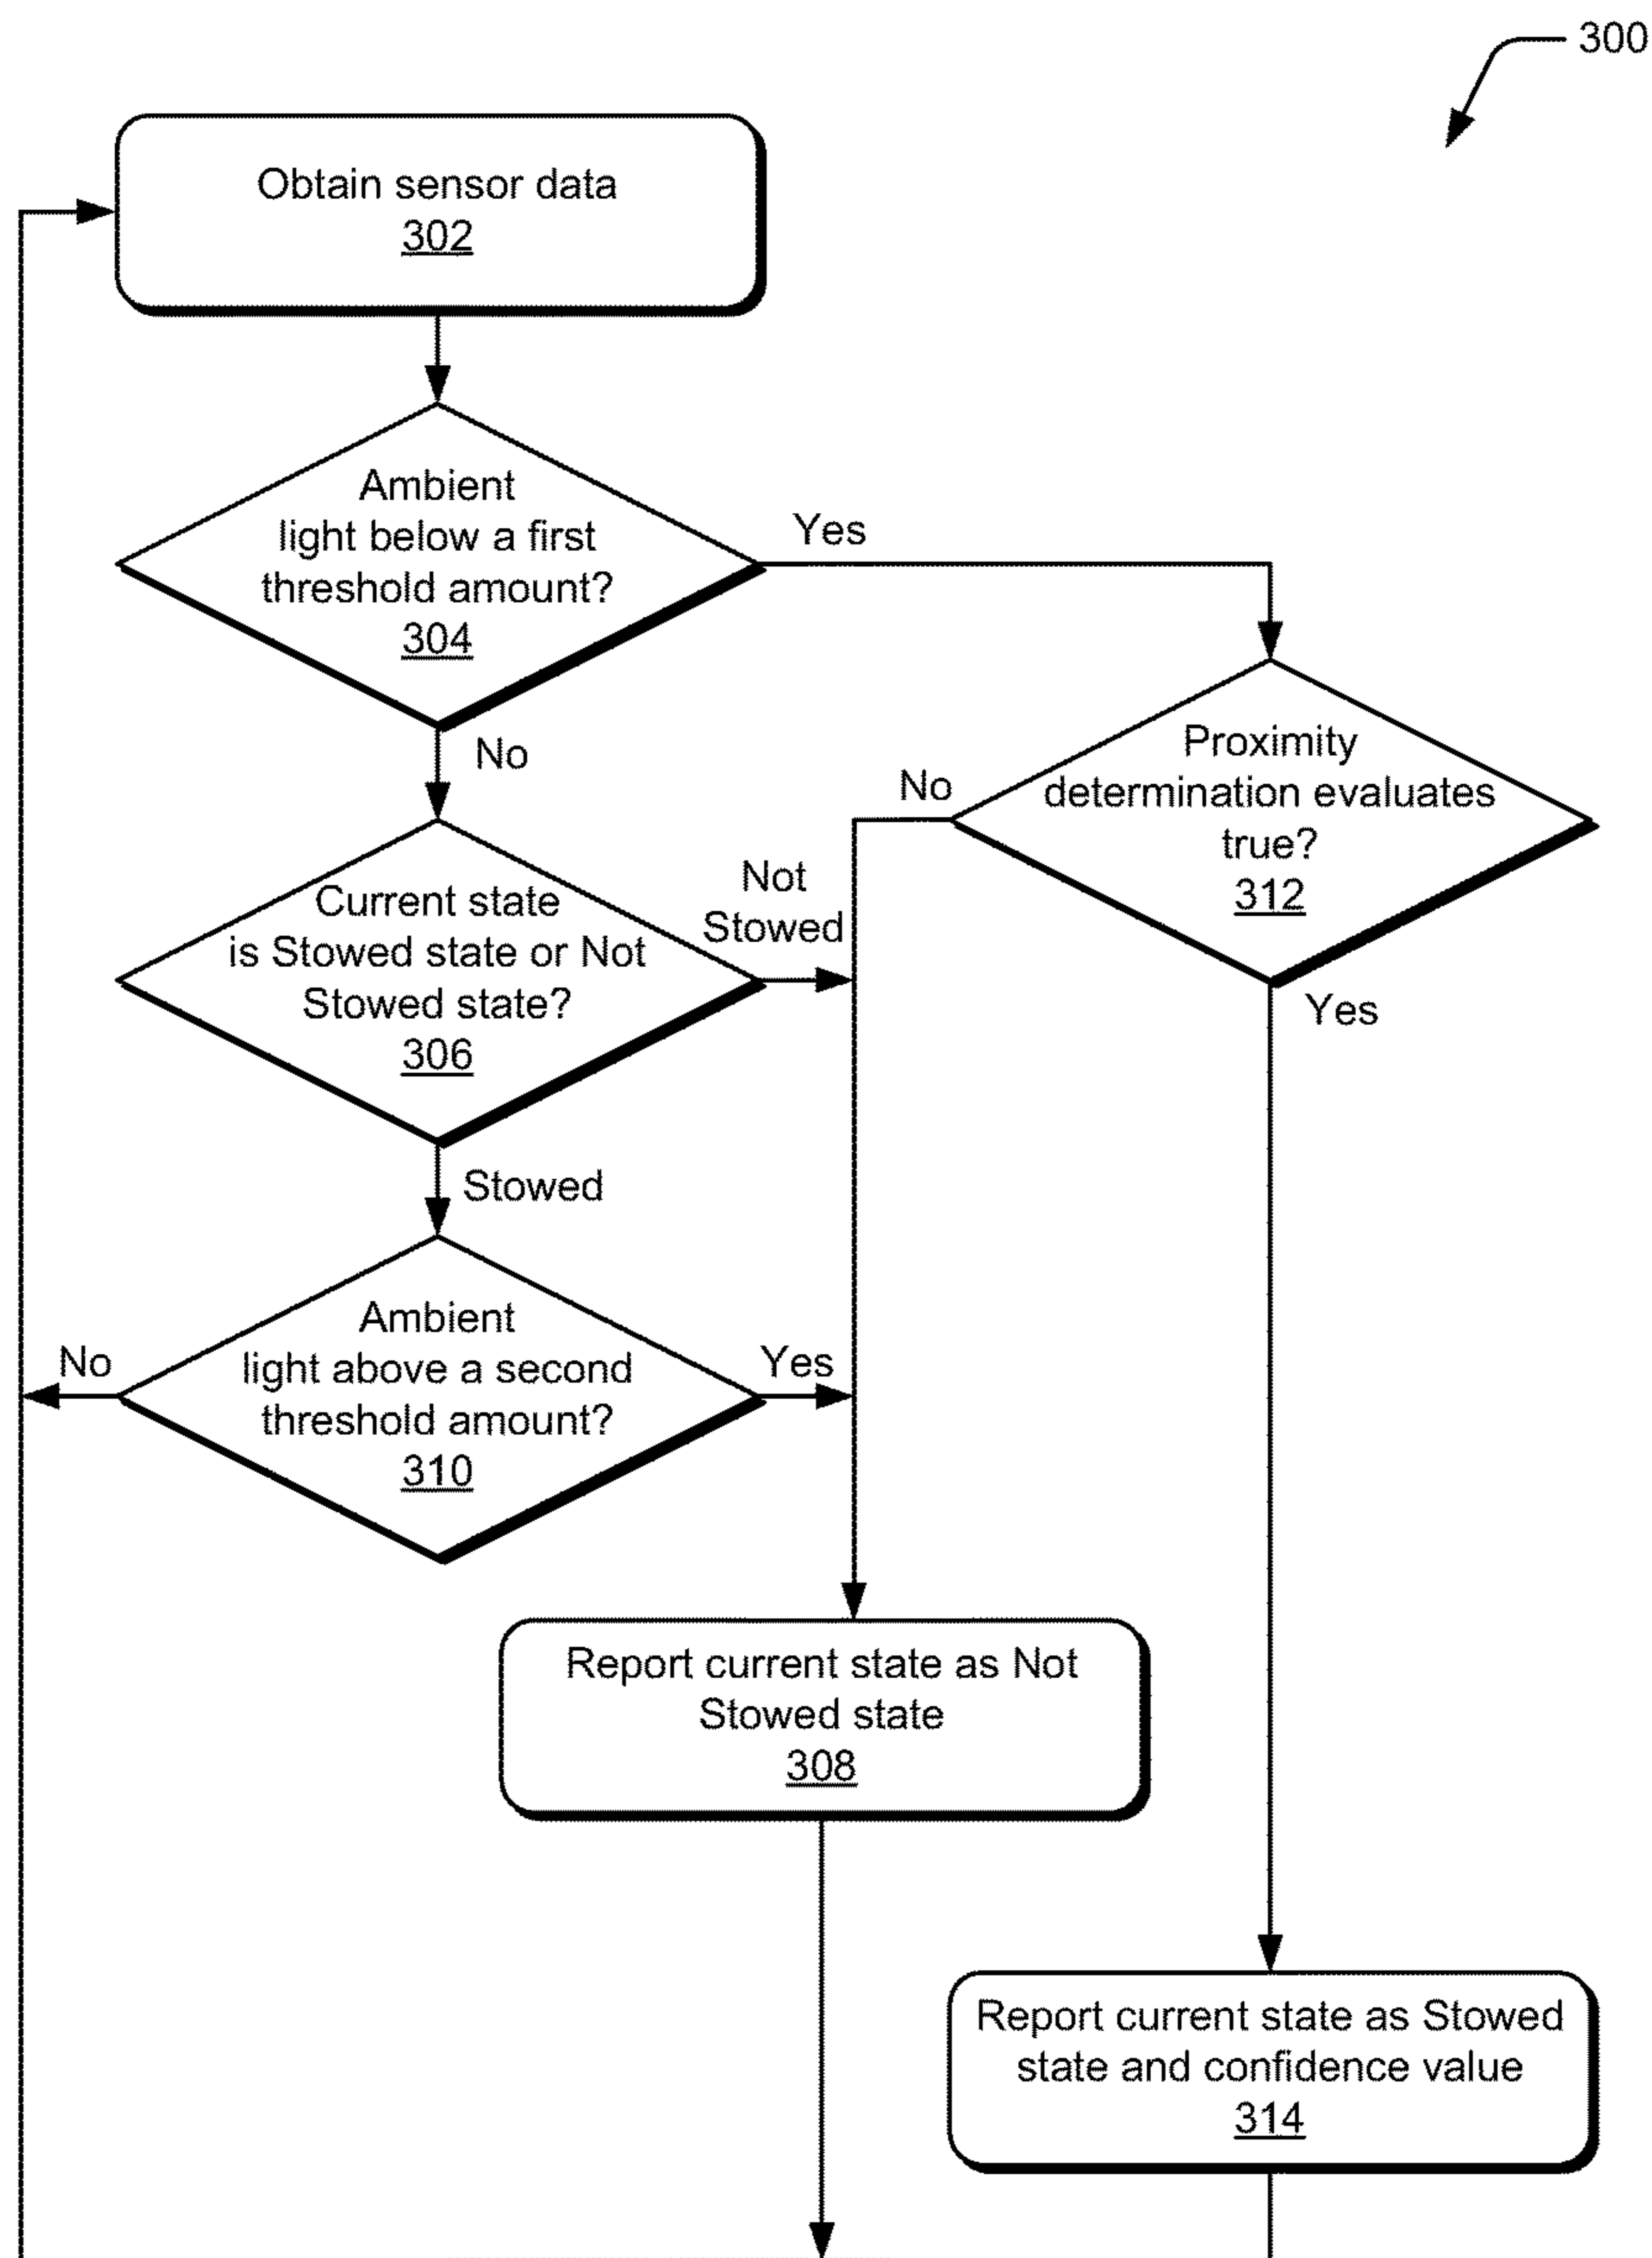 300
Obtain sensor data
302
Ambient
light below a first
threshold amount?
304
Yes
No
Proximity
determination evaluates
true?
312
No
Yes
Current state
is Stowed state or Not
Stowed state?
306
Not
Stowed
Stowed
Ambient
light above a second
threshold amount?
310
No
Yes
Report current state as Not
Stowed state
308
Report current state as Stowed
state and confidence value
314